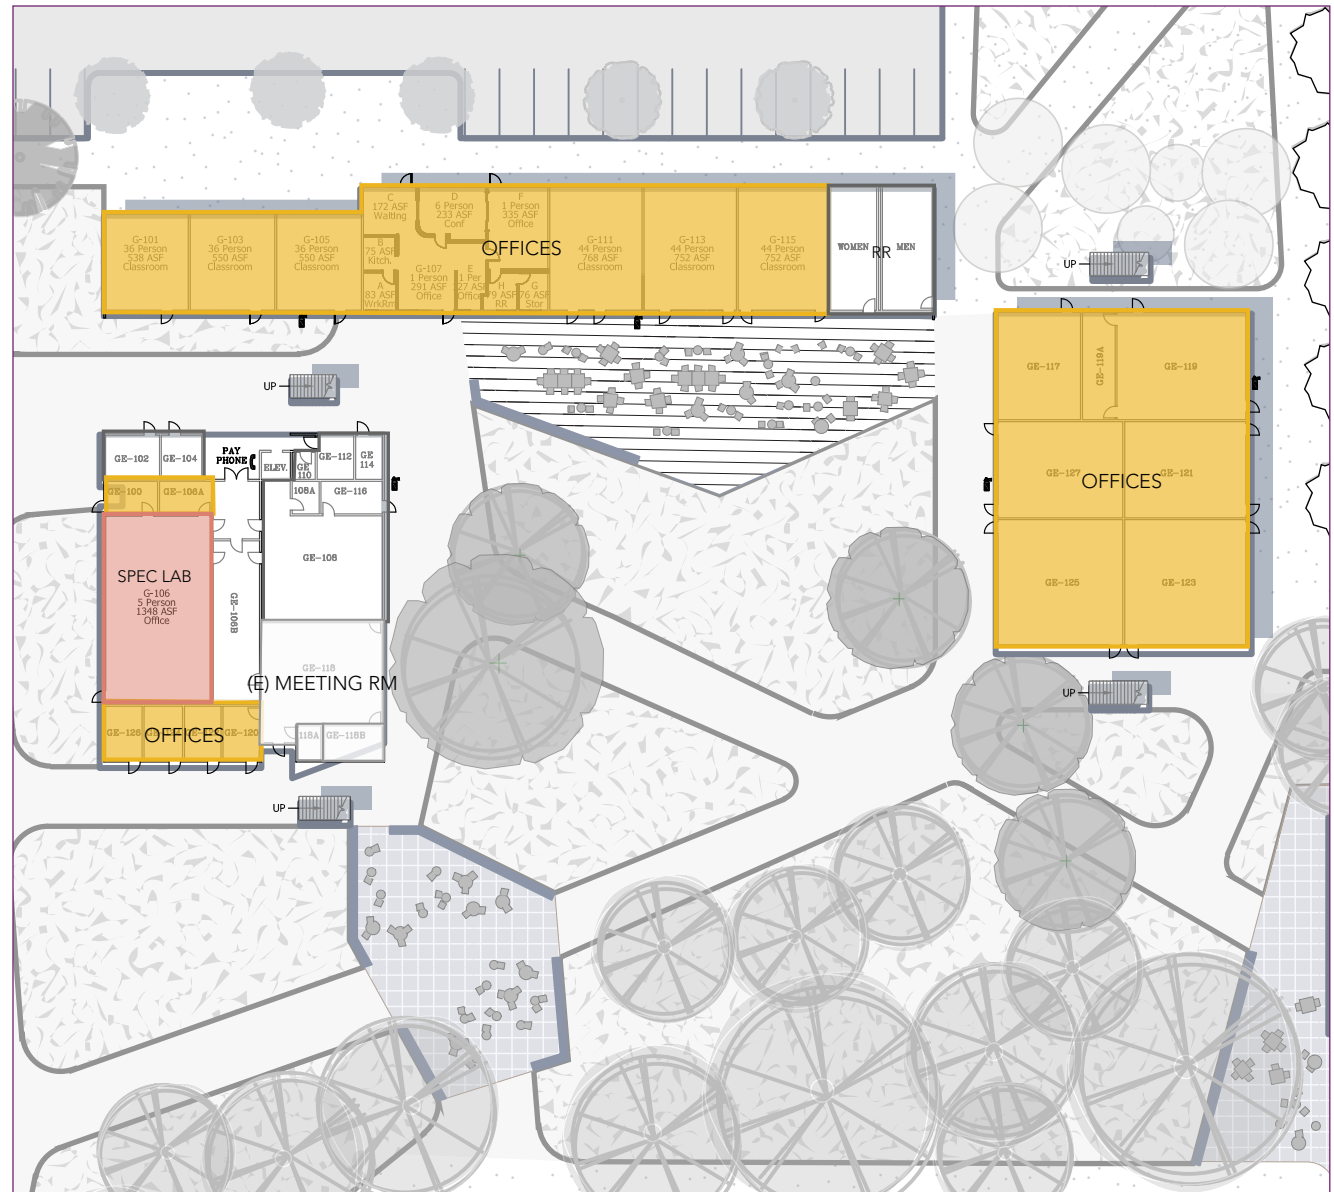 C
172 ASF
Waiting
D
6 Person
233 ASF
Conf
F
1 Person
335 ASF
Office
G-101
36 Person
538 ASF
Classroom
G-103
36 Person
550 ASF
Classroom
G-105
36 Person
550 ASF
Classroom
B
75 ASF
Kitch.
A
83 ASF
WrkRm
G-107
1 Person
291 ASF
Office
E
1 Per
Office
H
RR
G
76 ASF
Stor
OFFICES
G-111
44 Person
768 ASF
Classroom
G-113
44 Person
752 ASF
Classroom
G-115
44 Person
752 ASF
Classroom
WOMEN
RR
MEN
UP
UP
GE-117
GE-119A
GE-119
GE-127
OFFICES
GE-121
GE-125
GE-123
UP
GE-102
GE-104
PAY
PHONE
ELEV.
GE
110
GE-112
GE
114
GE-100
GE-106A
108A
GE-116
GE-108
SPEC LAB
G-106
5 Person
1348 ASF
Office
GE-106B
GE-118
(E) MEETING RM
GE-126
OFFICES
GE-120
118A
GE-118B
UP